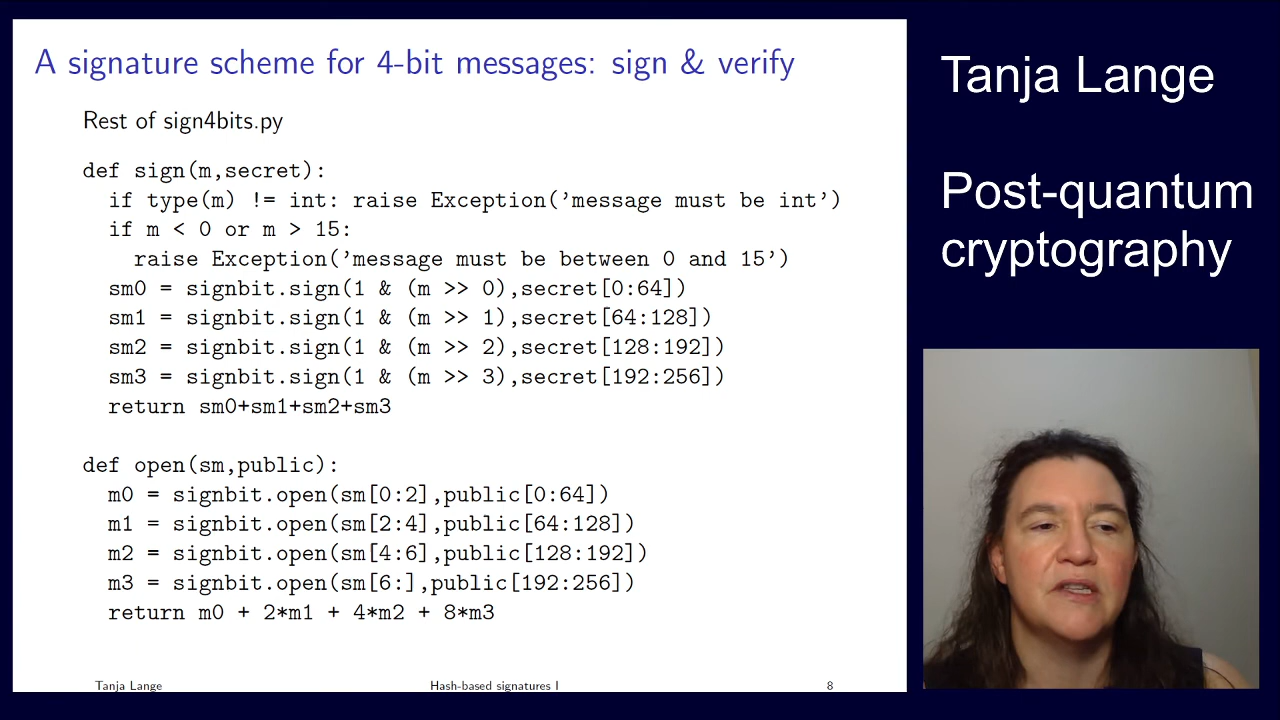 A signature scheme for 4-bit messages: sign & verify
Rest of sign4bits.py
def sign(m,secret):
  if type(m) != int: raise Exception('message must be int')
  if m < 0 or m > 15:
    raise Exception('message must be between 0 and 15')
  sm0 = signbit.sign(1 & (m >> 0),secret[0:64])
  sm1 = signbit.sign(1 & (m >> 1),secret[64:128])
  sm2 = signbit.sign(1 & (m >> 2),secret[128:192])
  sm3 = signbit.sign(1 & (m >> 3),secret[192:256])
  return sm0+sm1+sm2+sm3
def open(sm,public):
  m0 = signbit.open(sm[0:2],public[0:64])
  m1 = signbit.open(sm[2:4],public[64:128])
  m2 = signbit.open(sm[4:6],public[128:192])
  m3 = signbit.open(sm[6:],public[192:256])
  return m0 + 2*m1 + 4*m2 + 8*m3
Tanja Lange
Hash-based signatures I
8
Tanja Lange
Post-quantum
cryptography